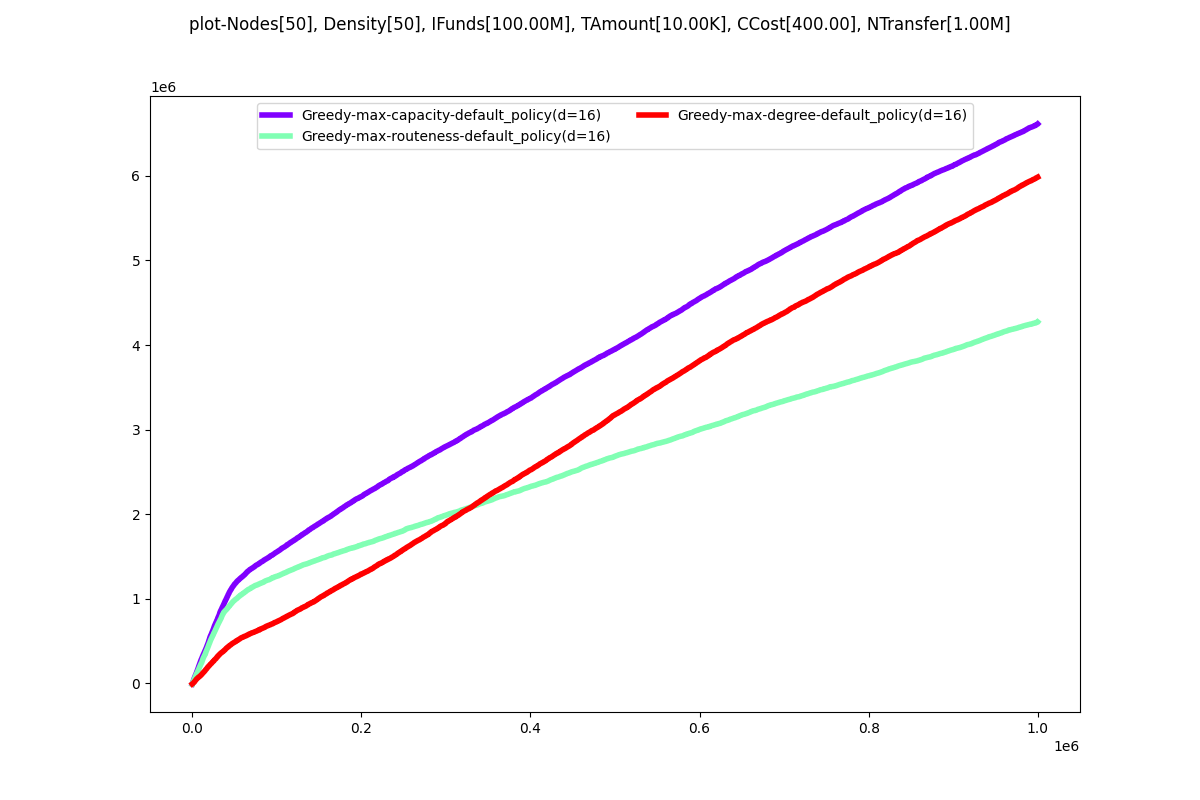 plot-Nodes[50], Density[50], IFunds[100.00M], TAmount[10.00K], CCost[400.00], NTransfer[1.00M]
1e6
Greedy-max-capacity-default_policy(d=16)
Greedy-max-routeness-default_policy(d=16)
Greedy-max-degree-default_policy(d=16)
6
5
4
3
2
1
0
0.0
0.2
0.4
0.6
0.8
1.0
1e6